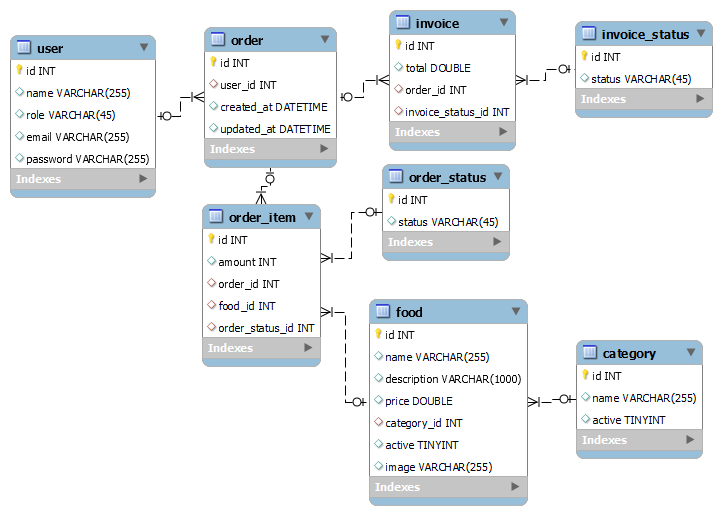 user
id INT
name VARCHAR(255)
role VARCHAR(45)
email VARCHAR(255)
password VARCHAR(255)
Indexes
order
id INT
user_id INT
created_at DATETIME
updated_at DATETIME
Indexes
invoice
id INT
total DOUBLE
order_id INT
invoice_status_id INT
Indexes
invoice_status
id INT
status VARCHAR(45)
Indexes
order_status
id INT
status VARCHAR(45)
Indexes
order_item
id INT
amount INT
order_id INT
food_id INT
order_status_id INT
Indexes
food
id INT
name VARCHAR(255)
description VARCHAR(1000)
price DOUBLE
category_id INT
active TINYINT
image VARCHAR(255)
Indexes
category
id INT
name VARCHAR(255)
active TINYINT
Indexes